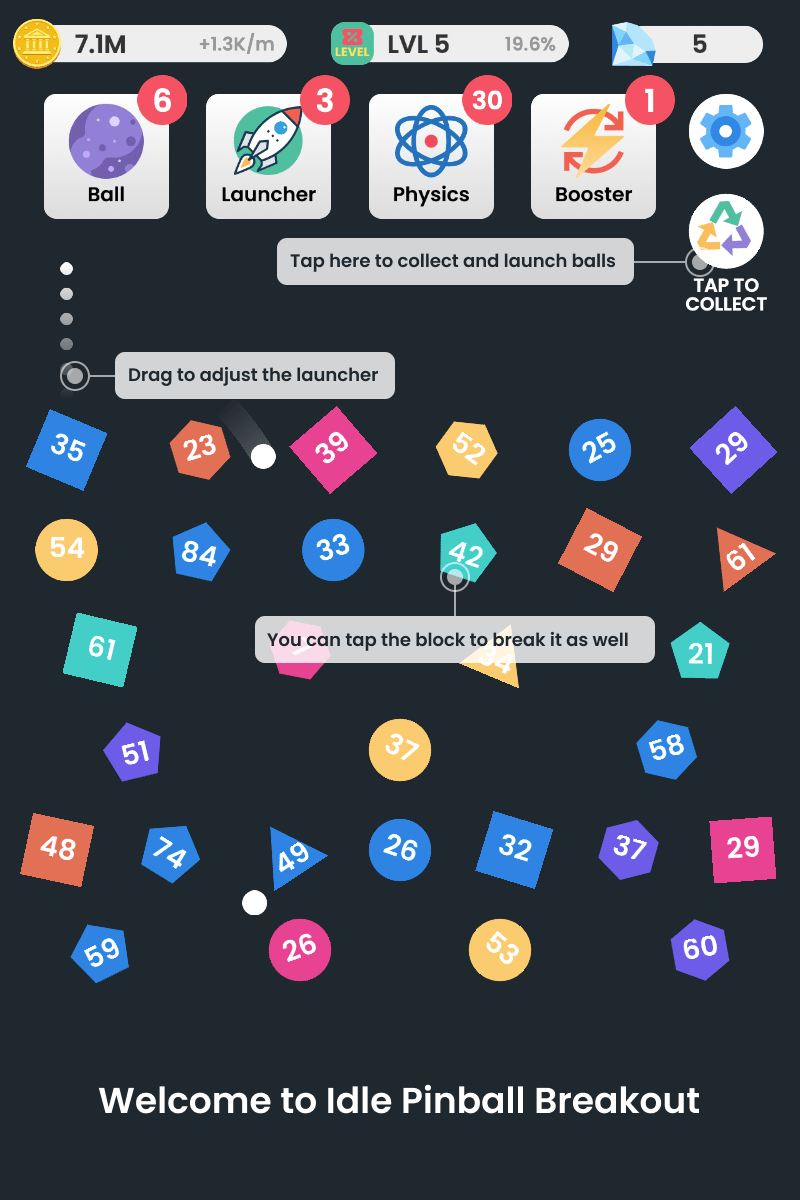 7.1M +1.3K/m
LEVEL LVL 5 19.6%
5
6 3 30 1
Ball Launcher Physics Booster
Tap here to collect and launch balls
TAP TO
COLLECT
Drag to adjust the launcher
35 23 39 52 25 29
54 84 33 42 29 61
You can tap the block to break it as well
61 34 21
51 37 58
48 74 49 26 32 37 29
59 26 53 60
Welcome to Idle Pinball Breakout